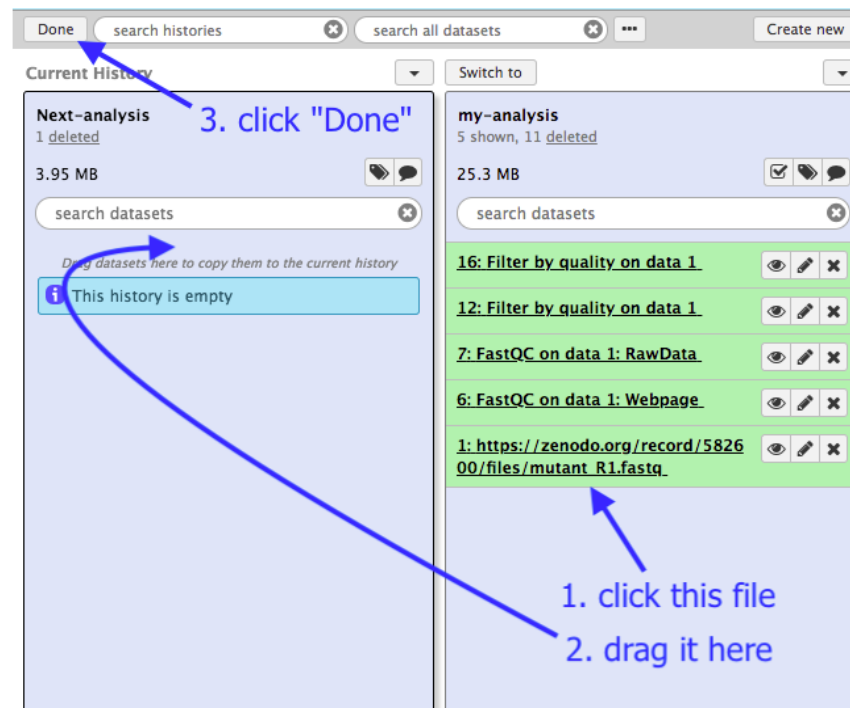 Done search histories search all datasets ... Create new
Current History Switch to
Next-analysis
1 deleted
3. click "Done"
3.95 MB
search datasets
Drag datasets here to copy them to the current history
This history is empty
my-analysis
5 shown, 11 deleted
25.3 MB
search datasets
16: Filter by quality on data 1
12: Filter by quality on data 1
7: FastQC on data 1: RawData
6: FastQC on data 1: Webpage
1: https://zenodo.org/record/5826
00/files/mutant_R1.fastq
1. click this file
2. drag it here